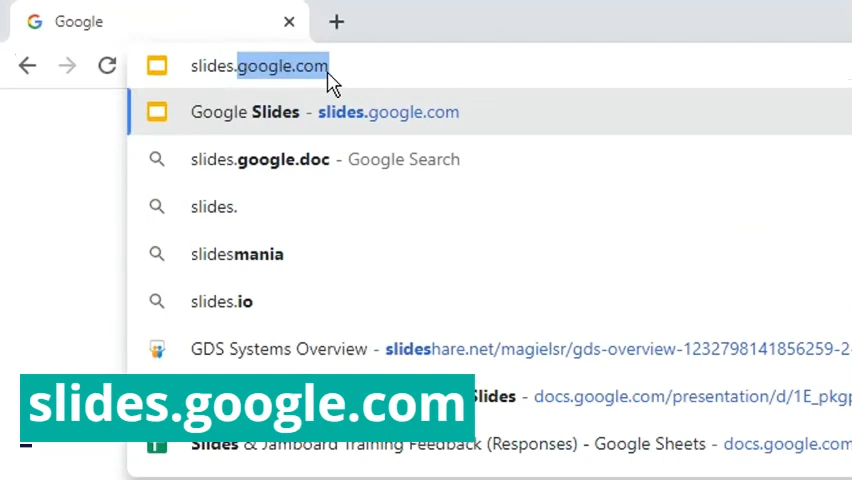 Google
slides.google.com
Google Slides - slides.google.com
slides.google.doc - Google Search
slides.
slidesmania
slides.io
GDS Systems Overview - slideshare.net/magielsr/gds-overview-1232798141856259-2
slides.google.com
Slides - docs.google.com/presentation/d/1E_pkgp
Slides & Jamboard Training Feedback (Responses) - Google Sheets - docs.google.com